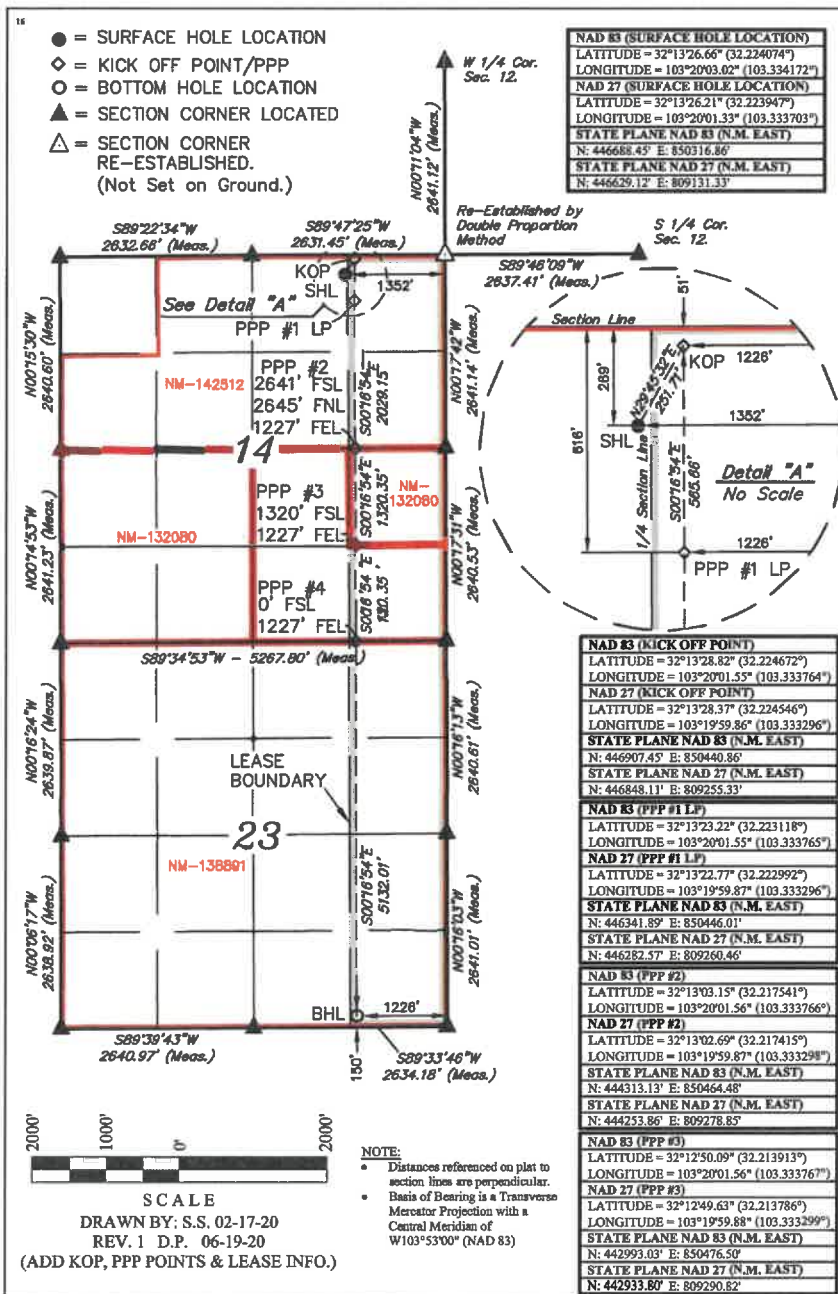 16
● = SURFACE HOLE LOCATION
◇ = KICK OFF POINT/PPP
○ = BOTTOM HOLE LOCATION
▲ = SECTION CORNER LOCATED
△ = SECTION CORNER
RE-ESTABLISHED.
(Not Set on Ground.)
W 1/4 Cor.
Sec. 12.
N00°11'04"W
2641.12' (Meas.)
NAD 83 (SURFACE HOLE LOCATION)
LATITUDE = 32°13'26.66" (32.224074°)
LONGITUDE = 103°20'03.02" (103.334172°)
NAD 27 (SURFACE HOLE LOCATION)
LATITUDE = 32°13'26.21" (32.223947°)
LONGITUDE = 103°20'01.33" (103.333703°)
STATE PLANE NAD 83 (N.M. EAST)
N: 446688.45' E: 850316.86'
STATE PLANE NAD 27 (N.M. EAST)
N: 446629.12' E: 809131.33'
S89°22'34"W
2632.66' (Meas.)
S89°47'25"W
2631.45' (Meas.)
Re-Established by
Double Proportion
Method
S 1/4 Cor.
Sec. 12.
S89°46'09"W
2637.41' (Meas.)
KOP
SHL
1352'
See Detail "A"
PPP #1 LP
N00°15'30"W
2640.60' (Meas.)
NM-142812
PPP #2
2641' FSL
2645' FNL
1227' FEL
S00°16'54"E
2029.15'
N00°17'42"W
2641.14' (Meas.)
14
N00°14'53"W
2641.23' (Meas.)
NM-132080
PPP #3
1320' FSL
1227' FEL
S00°16'54"E
1320.35'
NM-
132080
N00°17'31"W
2640.53' (Meas.)
PPP #4
0' FSL
1227' FEL
S00°16'54"E
S89°34'53"W - 5267.80' (Meas.)
51'
Section Line
KOP
1226'
289'
N29°45'32"E
251.71'
1352'
SHL
616'
1/4 Section Line
S00°16'54"E
565.66'
Detail "A"
No Scale
1226'
PPP #1 LP
N00°16'24"W
2639.87' (Meas.)
N00°16'13"W
2640.61' (Meas.)
LEASE
BOUNDARY
23
NM-138891
S00°16'54"E
5132.01'
N00°06'17"W
2638.92' (Meas.)
N00°16'03"W
2641.01' (Meas.)
BHL
1226'
S89°39'43"W
2640.97' (Meas.)
150'
S89°33'46"W
2634.18' (Meas.)
NAD 83 (KICK OFF POINT)
LATITUDE = 32°13'28.82" (32.224672°)
LONGITUDE = 103°20'01.55" (103.333764°)
NAD 27 (KICK OFF POINT)
LATITUDE = 32°13'28.37" (32.224546°)
LONGITUDE = 103°19'59.86" (103.333296°)
STATE PLANE NAD 83 (N.M. EAST)
N: 446907.45' E: 850440.86'
STATE PLANE NAD 27 (N.M. EAST)
N: 446848.11' E: 809255.33'
NAD 83 (PPP #1 LP)
LATITUDE = 32°13'23.22" (32.223118°)
LONGITUDE = 103°20'01.55" (103.333765°)
NAD 27 (PPP #1 LP)
LATITUDE = 32°13'22.77" (32.222992°)
LONGITUDE = 103°19'59.87" (103.333296°)
STATE PLANE NAD 83 (N.M. EAST)
N: 446341.89' E: 850446.01'
STATE PLANE NAD 27 (N.M. EAST)
N: 446282.57' E: 809260.46'
NAD 83 (PPP #2)
LATITUDE = 32°13'03.15" (32.217541°)
LONGITUDE = 103°20'01.56" (103.333766°)
NAD 27 (PPP #2)
LATITUDE = 32°13'02.69" (32.217415°)
LONGITUDE = 103°19'59.87" (103.333298°)
STATE PLANE NAD 83 (N.M. EAST)
N: 444313.13' E: 850464.48'
STATE PLANE NAD 27 (N.M. EAST)
N: 444253.86' E: 809278.85'
NAD 83 (PPP #3)
LATITUDE = 32°12'50.09" (32.213913°)
LONGITUDE = 103°20'01.56" (103.333767°)
NAD 27 (PPP #3)
LATITUDE = 32°12'49.63" (32.213786°)
LONGITUDE = 103°19'59.88" (103.333299°)
STATE PLANE NAD 83 (N.M. EAST)
N: 442993.03' E: 850476.50'
STATE PLANE NAD 27 (N.M. EAST)
N: 442933.80' E: 809290.82'
2000'
1000'
0'
2000'
SCALE
DRAWN BY: S.S. 02-17-20
REV. 1 D.P. 06-19-20
(ADD KOP, PPP POINTS & LEASE INFO.)
NOTE:
• Distances referenced on plat to
section lines are perpendicular.
• Basis of Bearing is a Transverse
Mercator Projection with a
Central Meridian of
W103°53'00" (NAD 83)